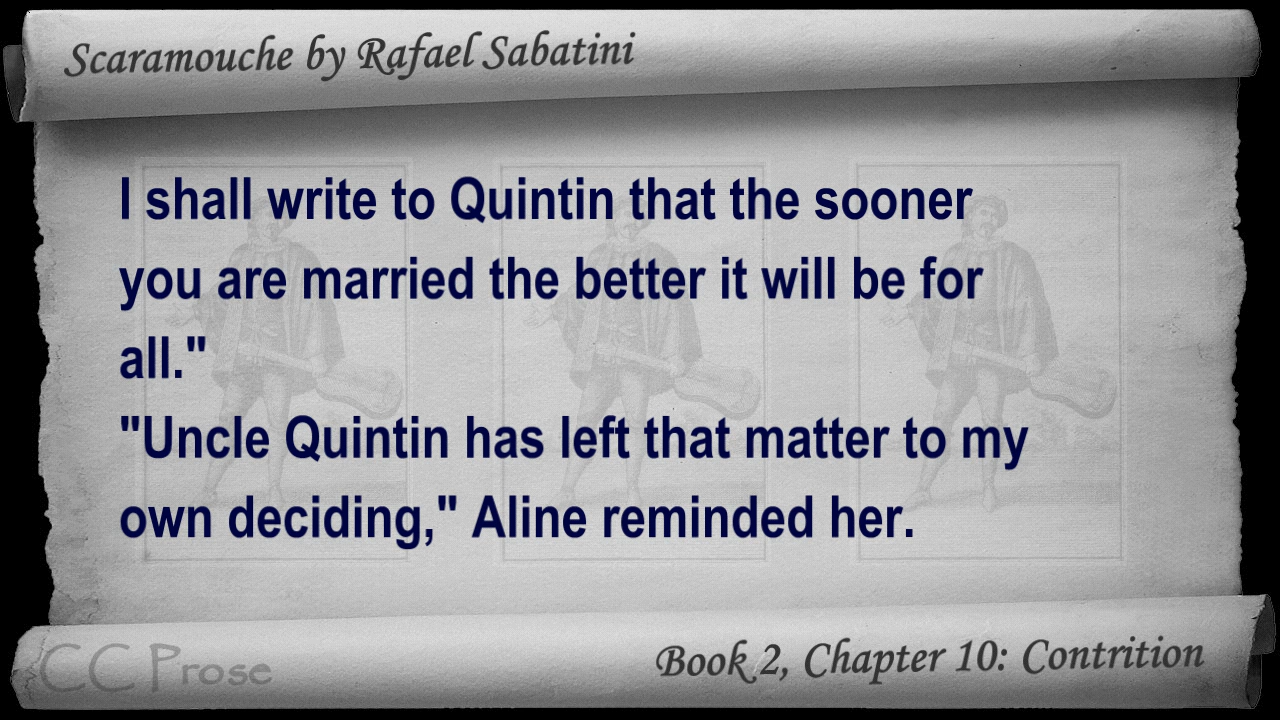 Scaramouche by Rafael Sabatini
I shall write to Quintin that the sooner
you are married the better it will be for
all."
"Uncle Quintin has left that matter to my
own deciding," Aline reminded her.
CC Prose
Book 2, Chapter 10: Contrition